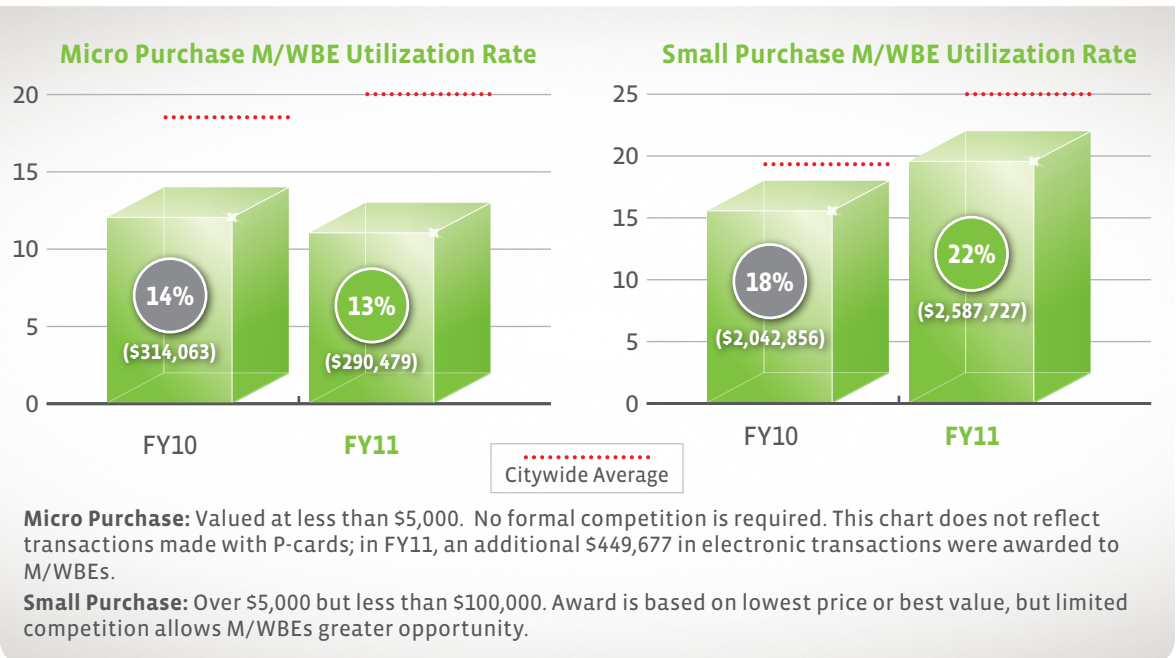 Micro Purchase M/WBE Utilization Rate
20
15
10
5
0
14%
($314,063)
13%
($290,479)
FY10
FY11
Small Purchase M/WBE Utilization Rate
25
20
15
10
5
0
18%
($2,042,856)
22%
($2,587,727)
FY10
FY11
Citywide Average
Micro Purchase: Valued at less than $5,000. No formal competition is required. This chart does not reflect
transactions made with P-cards; in FY11, an additional $449,677 in electronic transactions were awarded to
M/WBEs.
Small Purchase: Over $5,000 but less than $100,000. Award is based on lowest price or best value, but limited
competition allows M/WBEs greater opportunity.